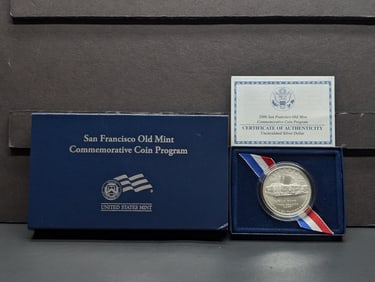 San Francisco Old Mint
Commemorative Coin Program
UNITED STATES MINT
2006 San Francisco Old Mint
Commemorative Coin Program
CERTIFICATE OF AUTHENTICITY
Uncirculated Silver Dollar